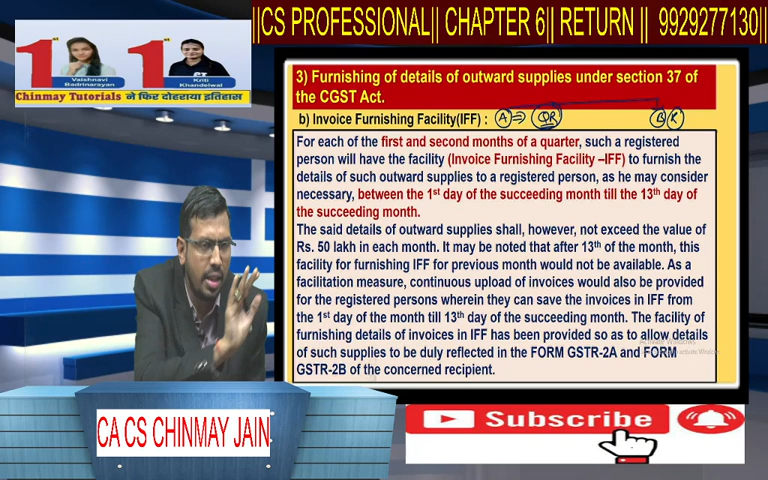 ||CS PROFESSIONAL|| CHAPTER 6|| RETURN || 9929277130||
1st
1st
Vaishnavi Badrinarayan
Kriti Khandelwal
Chinmay Tutorials ने फिर दोहराया इतिहास
3) Furnishing of details of outward supplies under section 37 of
the CGST Act.
b) Invoice Furnishing Facility(IFF) : A ⇒ QR B R
For each of the first and second months of a quarter, such a registered
person will have the facility (Invoice Furnishing Facility –IFF) to furnish the
details of such outward supplies to a registered person, as he may consider
necessary, between the 1st day of the succeeding month till the 13th day of
the succeeding month.
The said details of outward supplies shall, however, not exceed the value of
Rs. 50 lakh in each month. It may be noted that after 13th of the month, this
facility for furnishing IFF for previous month would not be available. As a
facilitation measure, continuous upload of invoices would also be provided
for the registered persons wherein they can save the invoices in IFF from
the 1st day of the month till 13th day of the succeeding month. The facility of
furnishing details of invoices in IFF has been provided so as to allow details
of such supplies to be duly reflected in the FORM GSTR-2A and FORM
GSTR-2B of the concerned recipient.
Activate Windows
CA CS CHINMAY JAIN
Subscribe